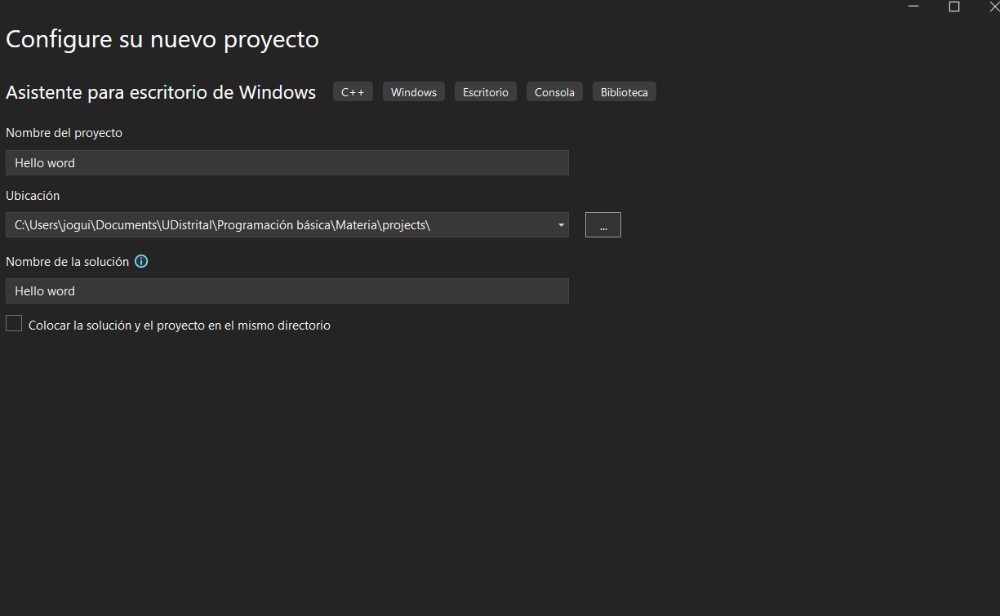 Configure su nuevo proyecto
Asistente para escritorio de Windows C++ Windows Escritorio Consola Biblioteca
Nombre del proyecto
Hello word
Ubicación
C:\Users\jogui\Documents\UDistrital\Programación básica\Materia\projects\
...
Nombre de la solución
Hello word
Colocar la solución y el proyecto en el mismo directorio